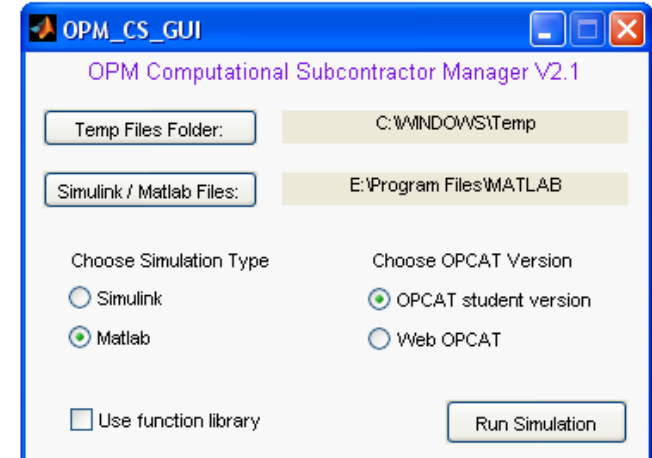 OPM_CS_GUI
OPM Computational Subcontractor Manager V2.1
Temp Files Folder: C:\WINDOWS\Temp
Simulink / Matlab Files: E:\Program Files\MATLAB
Choose Simulation Type Choose OPCAT Version
Simulink OPCAT student version
Matlab Web OPCAT
Use function library Run Simulation